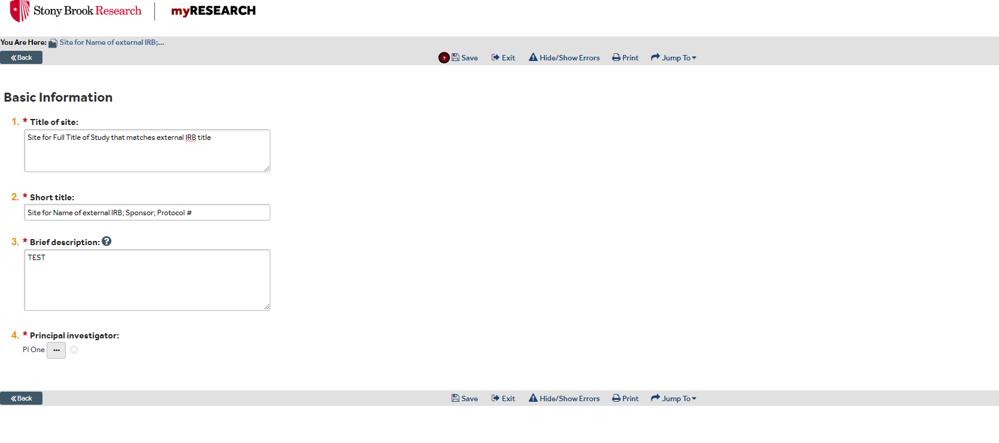 Stony Brook Research | myRESEARCH
You Are Here: Site for Name of external IRB;...
Back ? Save Exit Hide/Show Errors Print Jump To
Basic Information
1. * Title of site:
Site for Full Title of Study that matches external IRB title
2. * Short title:
Site for Name of external IRB; Sponsor; Protocol #
3. * Brief description: ?
TEST
4. * Principal investigator:
PI One ...
Back Save Exit Hide/Show Errors Print Jump To